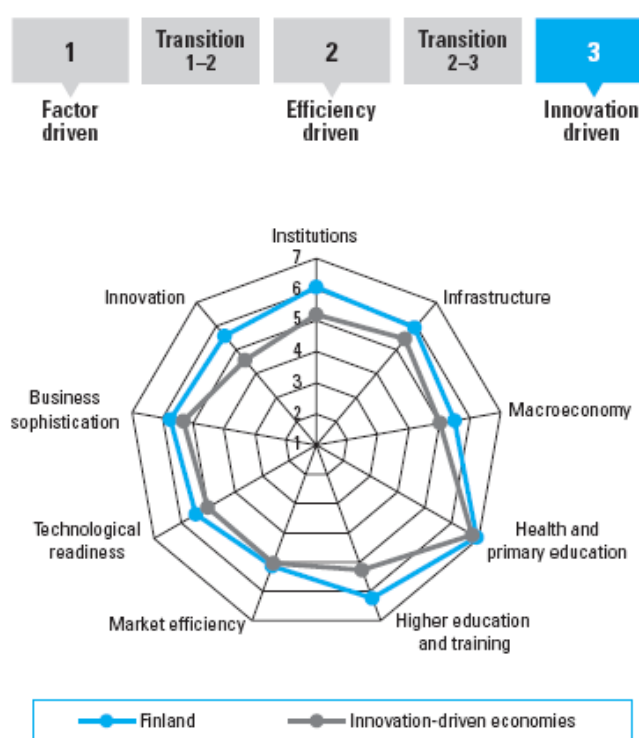 1
Transition
1–2
2
Transition
2–3
3
Factor
driven
Efficiency
driven
Innovation
driven
Institutions
7
6
5
4
3
2
1
Infrastructure
Macroeconomy
Health and
primary education
Higher education
and training
Market efficiency
Technological
readiness
Business
sophistication
Innovation
Finland
Innovation-driven economies